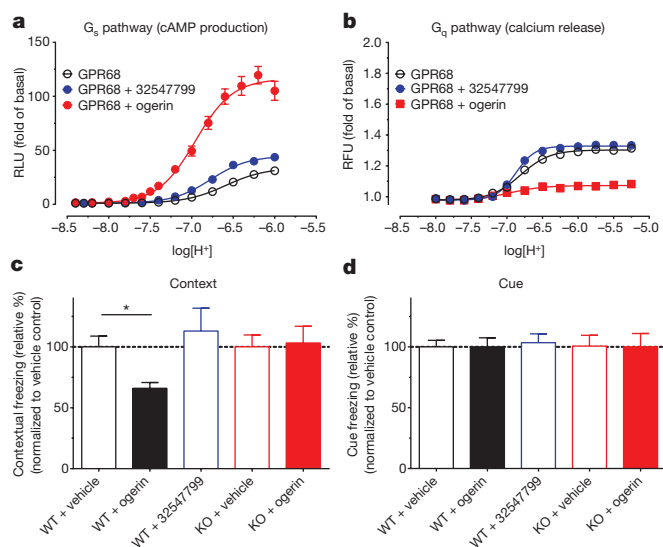 a
Gs pathway (cAMP production)
150
100
50
0
RLU (fold of basal)
GPR68
GPR68 + 32547799
GPR68 + ogerin
−8.5 −8.0 −7.5 −7.0 −6.5 −6.0 −5.5
log[H+]
b
Gq pathway (calcium release)
2.0
1.8
1.6
1.4
1.2
1.0
RFU (fold of basal)
GPR68
GPR68 + 32547799
GPR68 + ogerin
−8.5 −8.0 −7.5 −7.0 −6.5 −6.0 −5.5 −5.0
log[H+]
c
Context
150
100
50
0
Contextual freezing (relative %)
(normalized to vehicle control)
*
WT + vehicle
WT + ogerin
WT + 32547799
KO + vehicle
KO + ogerin
d
Cue
150
100
50
0
Cue freezing (relative %)
(normalized to vehicle control)
WT + vehicle
WT + ogerin
WT + 32547799
KO + vehicle
KO + ogerin